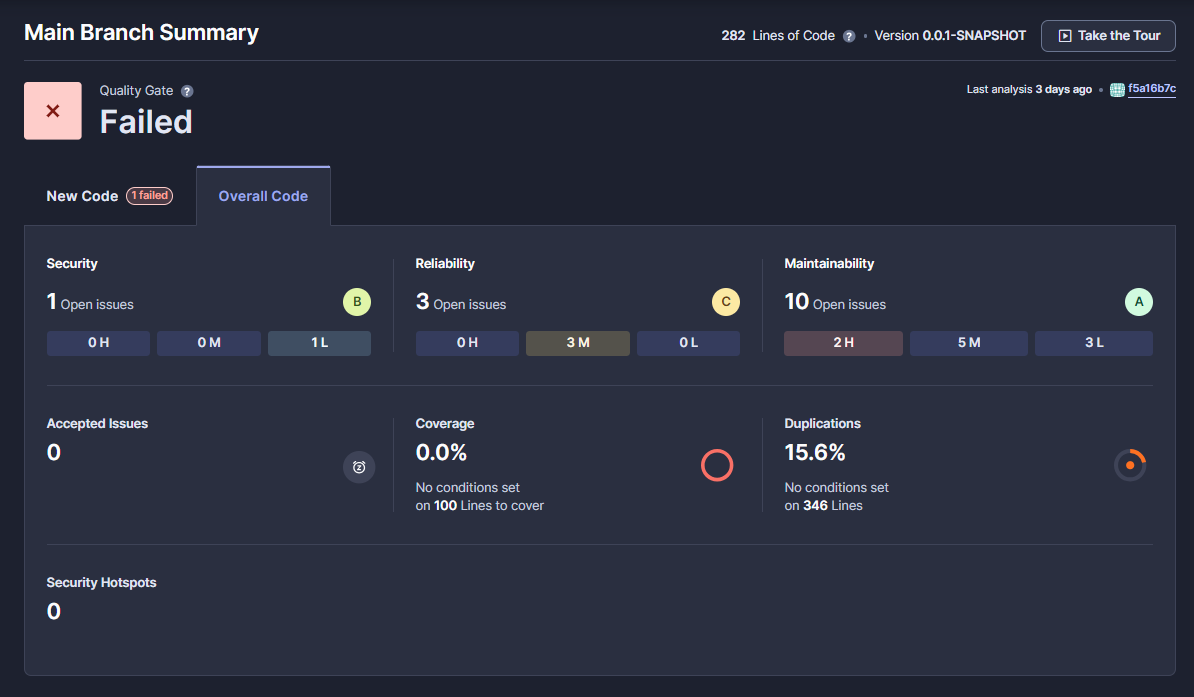 Main Branch Summary
282 Lines of Code ? • Version 0.0.1-SNAPSHOT Take the Tour
Quality Gate ?
Last analysis 3 days ago • f5a16b7c
Failed
New Code 1 failed Overall Code
Security Reliability Maintainability
1 Open issues B 3 Open issues C 10 Open issues A
0 H 0 M 1 L 0 H 3 M 0 L 2 H 5 M 3 L
Accepted Issues Coverage Duplications
0 0.0% 15.6%
No conditions set No conditions set
on 100 Lines to cover on 346 Lines
Security Hotspots
0